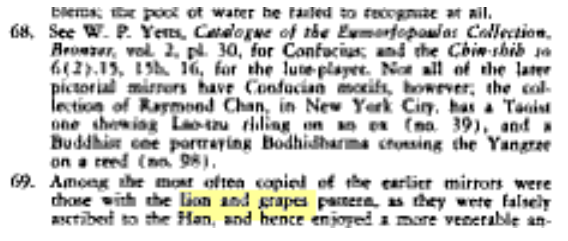 blems; the pool of water he failed to recognize at all.
68. See W. P. Yetts, Catalogue of the Eumorfopoulos Collection,
Bronzes, vol. 2, pl. 30, for Confucius; and the Chin-shih so
6(2).15, 15b, 16, for the lute-player. Not all of the later
pictorial mirrors have Confucian motifs, however; the col-
lection of Raymond Chan, in New York City, has a Taoist
one showing Lao-tzu riding on an ox (no. 39), and a
Buddhist one portraying Bodhidharma crossing the Yangtze
on a reed (no. 98).
69. Among the most often copied of the earlier mirrors were
those with the lion and grapes pattern, as they were falsely
ascribed to the Han, and hence enjoyed a more venerable an-